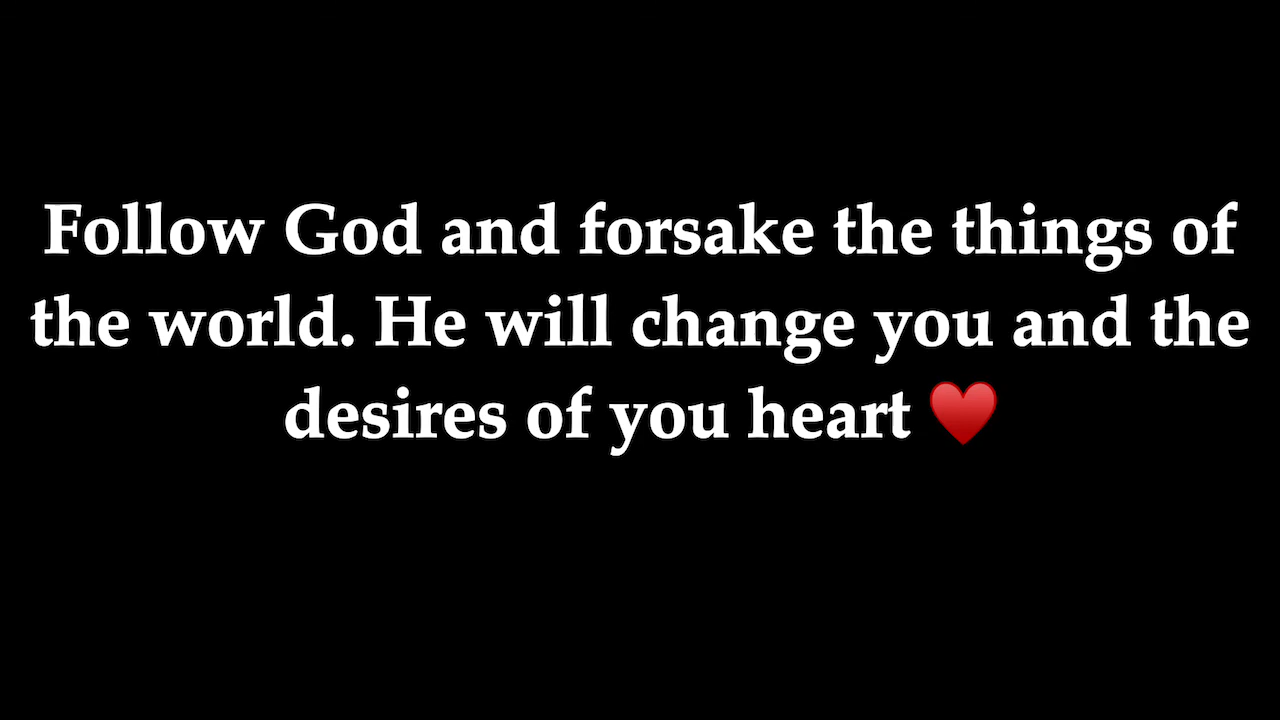 Follow God and forsake the things of
the world. He will change you and the
desires of you heart ♥️